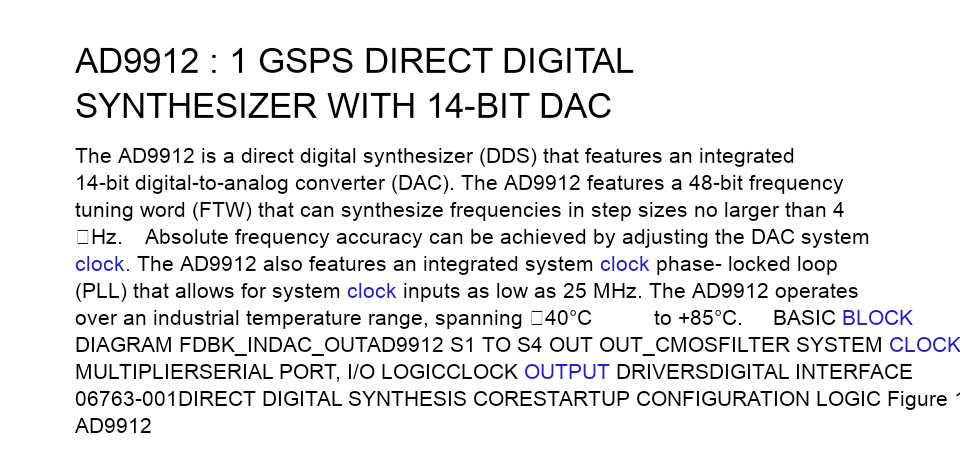 AD9912 : 1 GSPS DIRECT DIGITAL
SYNTHESIZER WITH 14-BIT DAC
The AD9912 is a direct digital synthesizer (DDS) that features an integrated
14-bit digital-to-analog converter (DAC). The AD9912 features a 48-bit frequency
tuning word (FTW) that can synthesize frequencies in step sizes no larger than 4
□Hz. Absolute frequency accuracy can be achieved by adjusting the DAC system
clock. The AD9912 also features an integrated system clock phase- locked loop
(PLL) that allows for system clock inputs as low as 25 MHz. The AD9912 operates
over an industrial temperature range, spanning □40°C to +85°C. BASIC BLOCK
DIAGRAM FDBK_INDAC_OUTAD9912 S1 TO S4 OUT OUT_CMOSFILTER SYSTEM CLOCK
MULTIPLIERSERIAL PORT, I/O LOGICCLOCK OUTPUT DRIVERSDIGITAL INTERFACE
06763-001DIRECT DIGITAL SYNTHESIS CORESTARTUP CONFIGURATION LOGIC Figure 1
AD9912